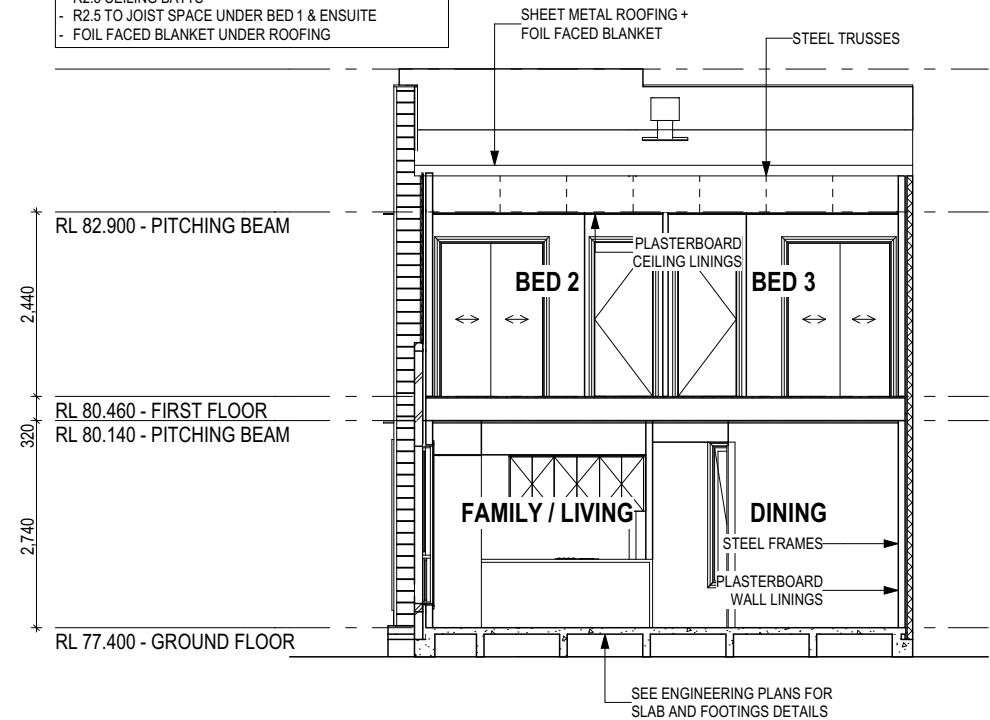 - R2.5 TO JOIST SPACE UNDER BED 1 & ENSUITE
- FOIL FACED BLANKET UNDER ROOFING
SHEET METAL ROOFING +
FOIL FACED BLANKET
STEEL TRUSSES
RL 82.900 - PITCHING BEAM
PLASTERBOARD
CEILING LININGS
BED 2
BED 3
2,440
RL 80.460 - FIRST FLOOR
320
RL 80.140 - PITCHING BEAM
FAMILY / LIVING
DINING
STEEL FRAMES
2,740
PLASTERBOARD
WALL LININGS
RL 77.400 - GROUND FLOOR
SEE ENGINEERING PLANS FOR
SLAB AND FOOTINGS DETAILS